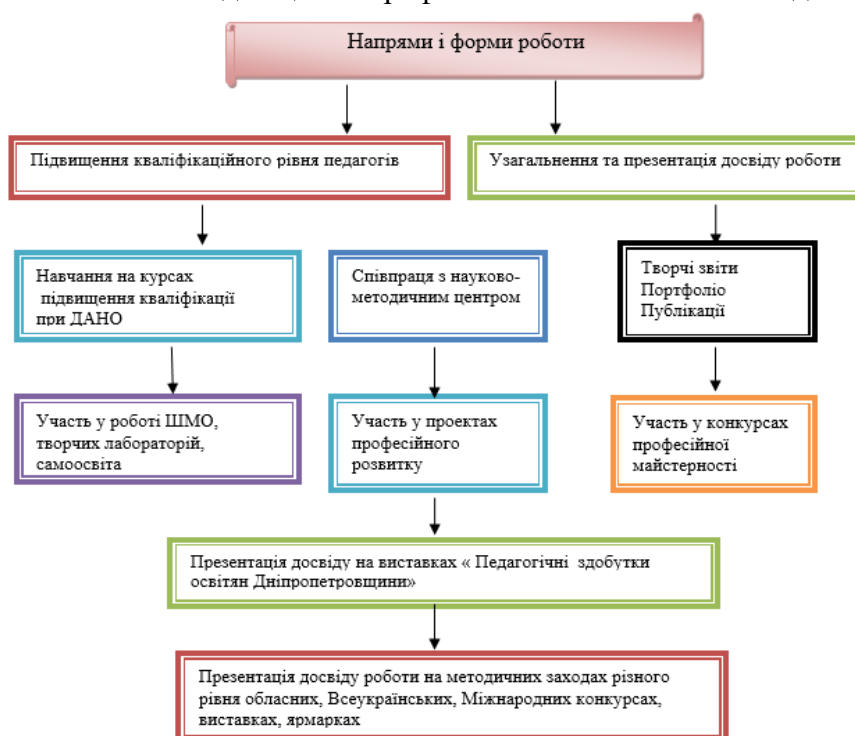 Напрями і форми роботи
Підвищення кваліфікаційного рівня педагогів
Узагальнення та презентація досвіду роботи
Навчання на курсах
підвищення кваліфікації
при ДАНО
Співпраця з науково-
методичним центром
Творчі звіти
Портфоліо
Публікації
Участь у роботі ШМО,
творчих лабораторій,
самоосвіта
Участь у проектах
професійного
розвитку
Участь у конкурсах
професійної
майстерності
Презентація досвіду на виставках « Педагогічні здобутки
освітян Дніпропетровщини»
Презентація досвіду роботи на методичних заходах різного
рівня обласних, Всеукраїнських, Міжнародних конкурсах,
виставках, ярмарках